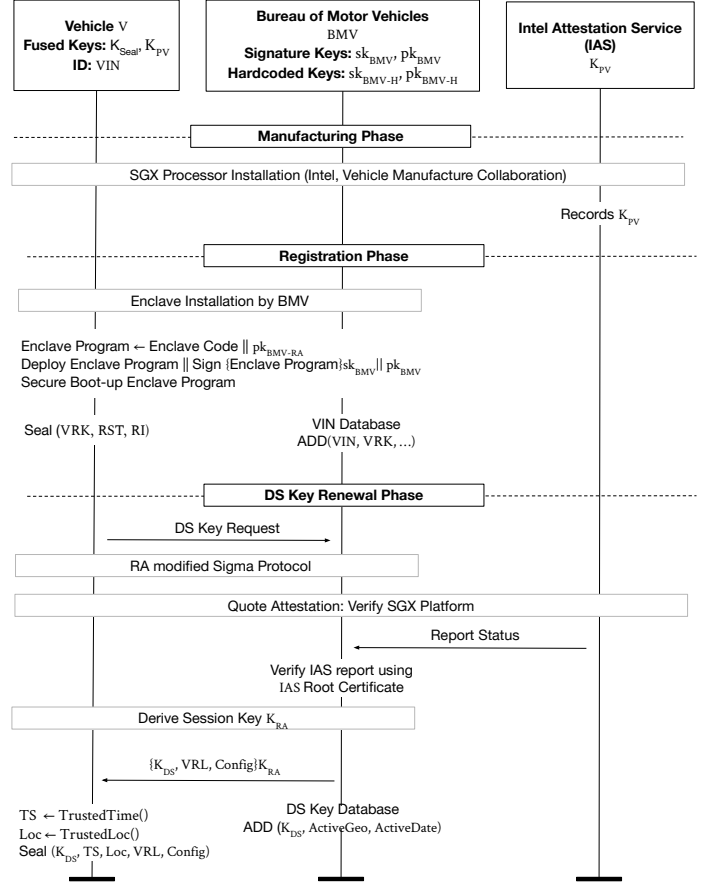 Vehicle V
Fused Keys: K_Seal, K_PV
ID: VIN
Bureau of Motor Vehicles
BMV
Signature Keys: sk_BMV, pk_BMV
Hardcoded Keys: sk_BMV-H, pk_BMV-H
Intel Attestation Service
(IAS)
K_PV
Manufacturing Phase
SGX Processor Installation (Intel, Vehicle Manufacture Collaboration)
Records K_PV
Registration Phase
Enclave Installation by BMV
Enclave Program ← Enclave Code || pk_BMV-RA
Deploy Enclave Program || Sign {Enclave Program}sk_BMV || pk_BMV
Secure Boot-up Enclave Program
Seal (VRK, RST, RI)
VIN Database
ADD(VIN, VRK, …)
DS Key Renewal Phase
DS Key Request
RA modified Sigma Protocol
Quote Attestation: Verify SGX Platform
Report Status
Verify IAS report using
IAS Root Certificate
Derive Session Key K_RA
{K_DS, VRL, Config}K_RA
TS ← TrustedTime()
Loc ← TrustedLoc()
Seal (K_DS, TS, Loc, VRL, Config)
DS Key Database
ADD (K_DS, ActiveGeo, ActiveDate)